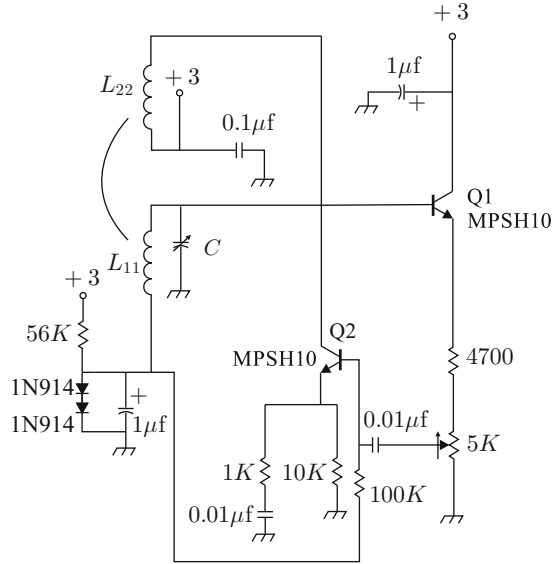 + 3
1μf
+
L22
+ 3
0.1μf
Q1
MPSH10
C
L11
+ 3
56K
Q2
MPSH10
4700
1N914
1N914
+
1μf
0.01μf
5K
1K
10K
100K
0.01μf